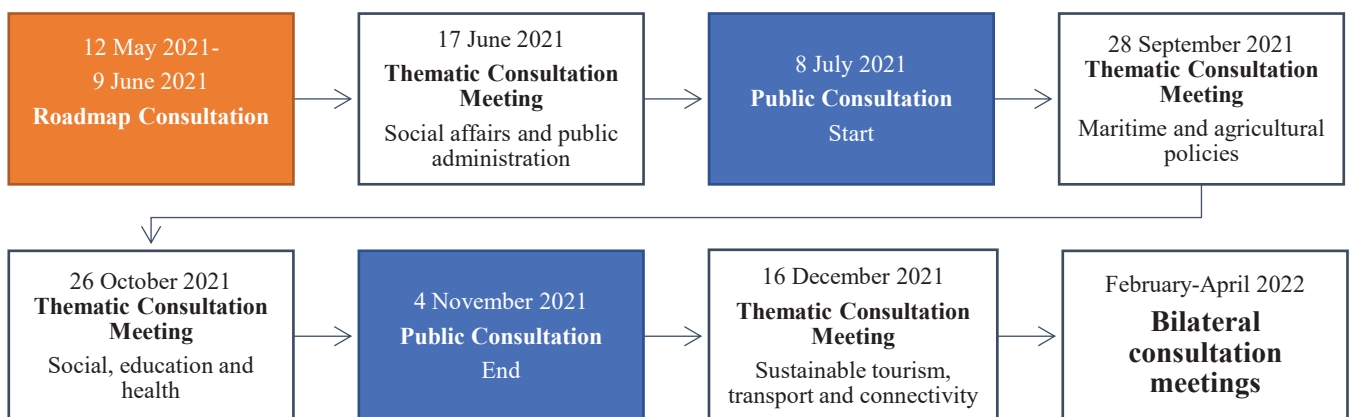 12 May 2021-
9 June 2021
Roadmap Consultation
17 June 2021
Thematic Consultation
Meeting
Social affairs and public
administration
8 July 2021
Public Consultation
Start
28 September 2021
Thematic Consultation
Meeting
Maritime and agricultural
policies
26 October 2021
Thematic Consultation
Meeting
Social, education and
health
4 November 2021
Public Consultation
End
16 December 2021
Thematic Consultation
Meeting
Sustainable tourism,
transport and connectivity
February-April 2022
Bilateral
consultation
meetings